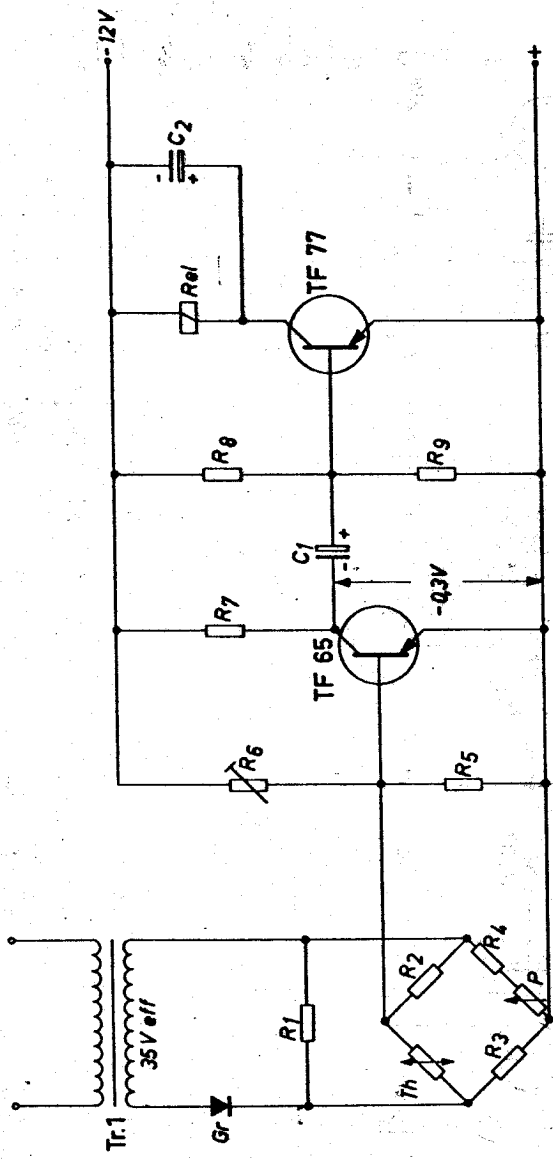 Tr.1
35V eff
Gr
R1
Th
R2
R3
R4
P
R5
R6
R7
TF 65
C1
-
+
-0,3V
R8
R9
TF 77
Rel
C2
-
+
-12V
+